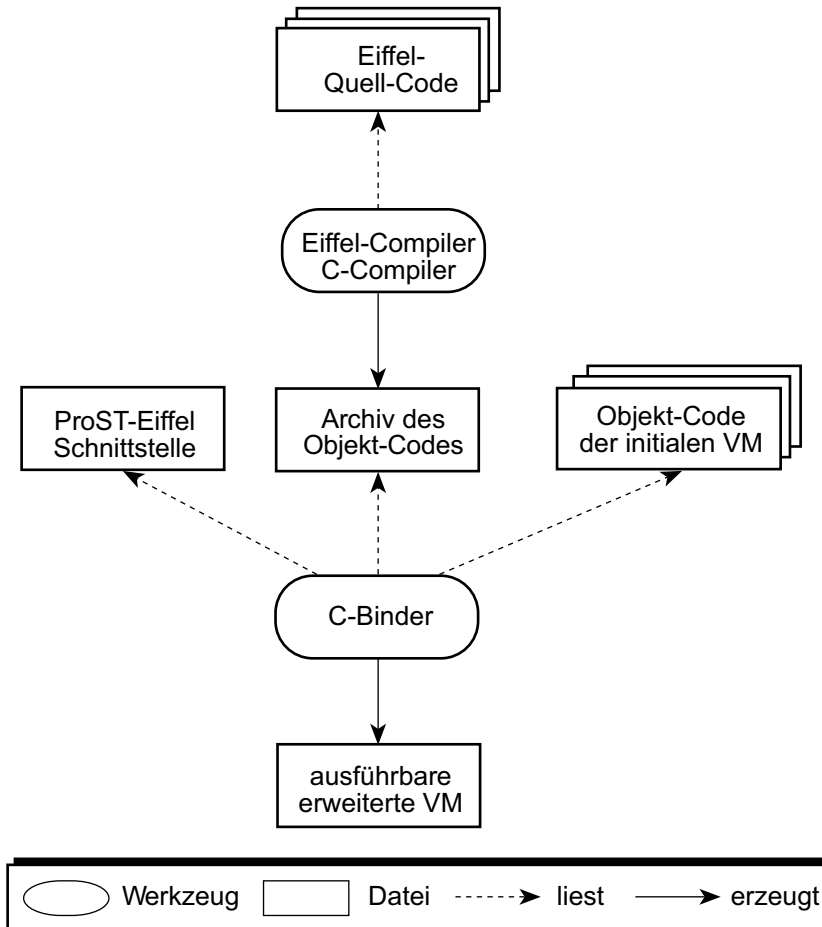 Eiffel-
Quell-Code
Eiffel-Compiler
C-Compiler
ProST-Eiffel
Schnittstelle
Archiv des
Objekt-Codes
Objekt-Code
der initialen VM
C-Binder
ausführbare
erweiterte VM
Werkzeug
Datei
liest
erzeugt